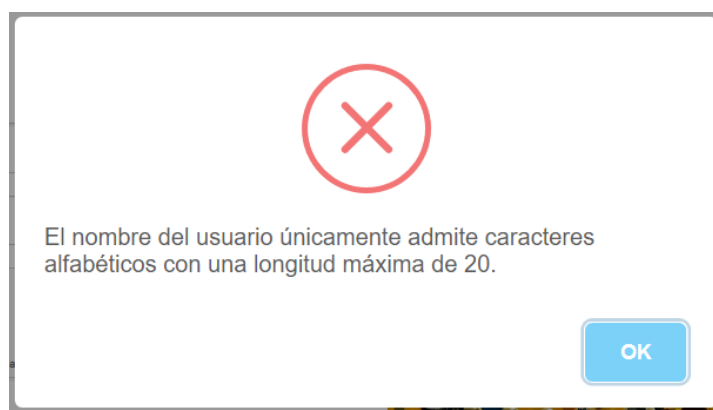 El nombre del usuario únicamente admite caracteres
alfabéticos con una longitud máxima de 20.
OK